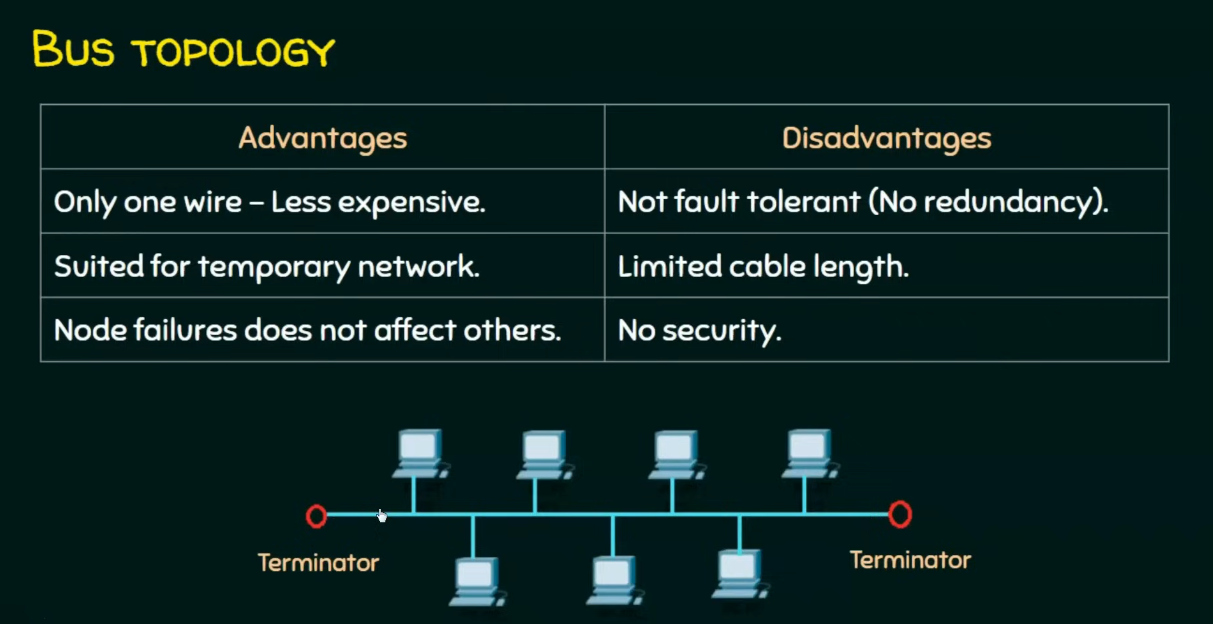 BUS TOPOLOGY
Advantages
Disadvantages
Only one wire – Less expensive.
Not fault tolerant (No redundancy).
Suited for temporary network.
Limited cable length.
Node failures does not affect others.
No security.
Terminator
Terminator